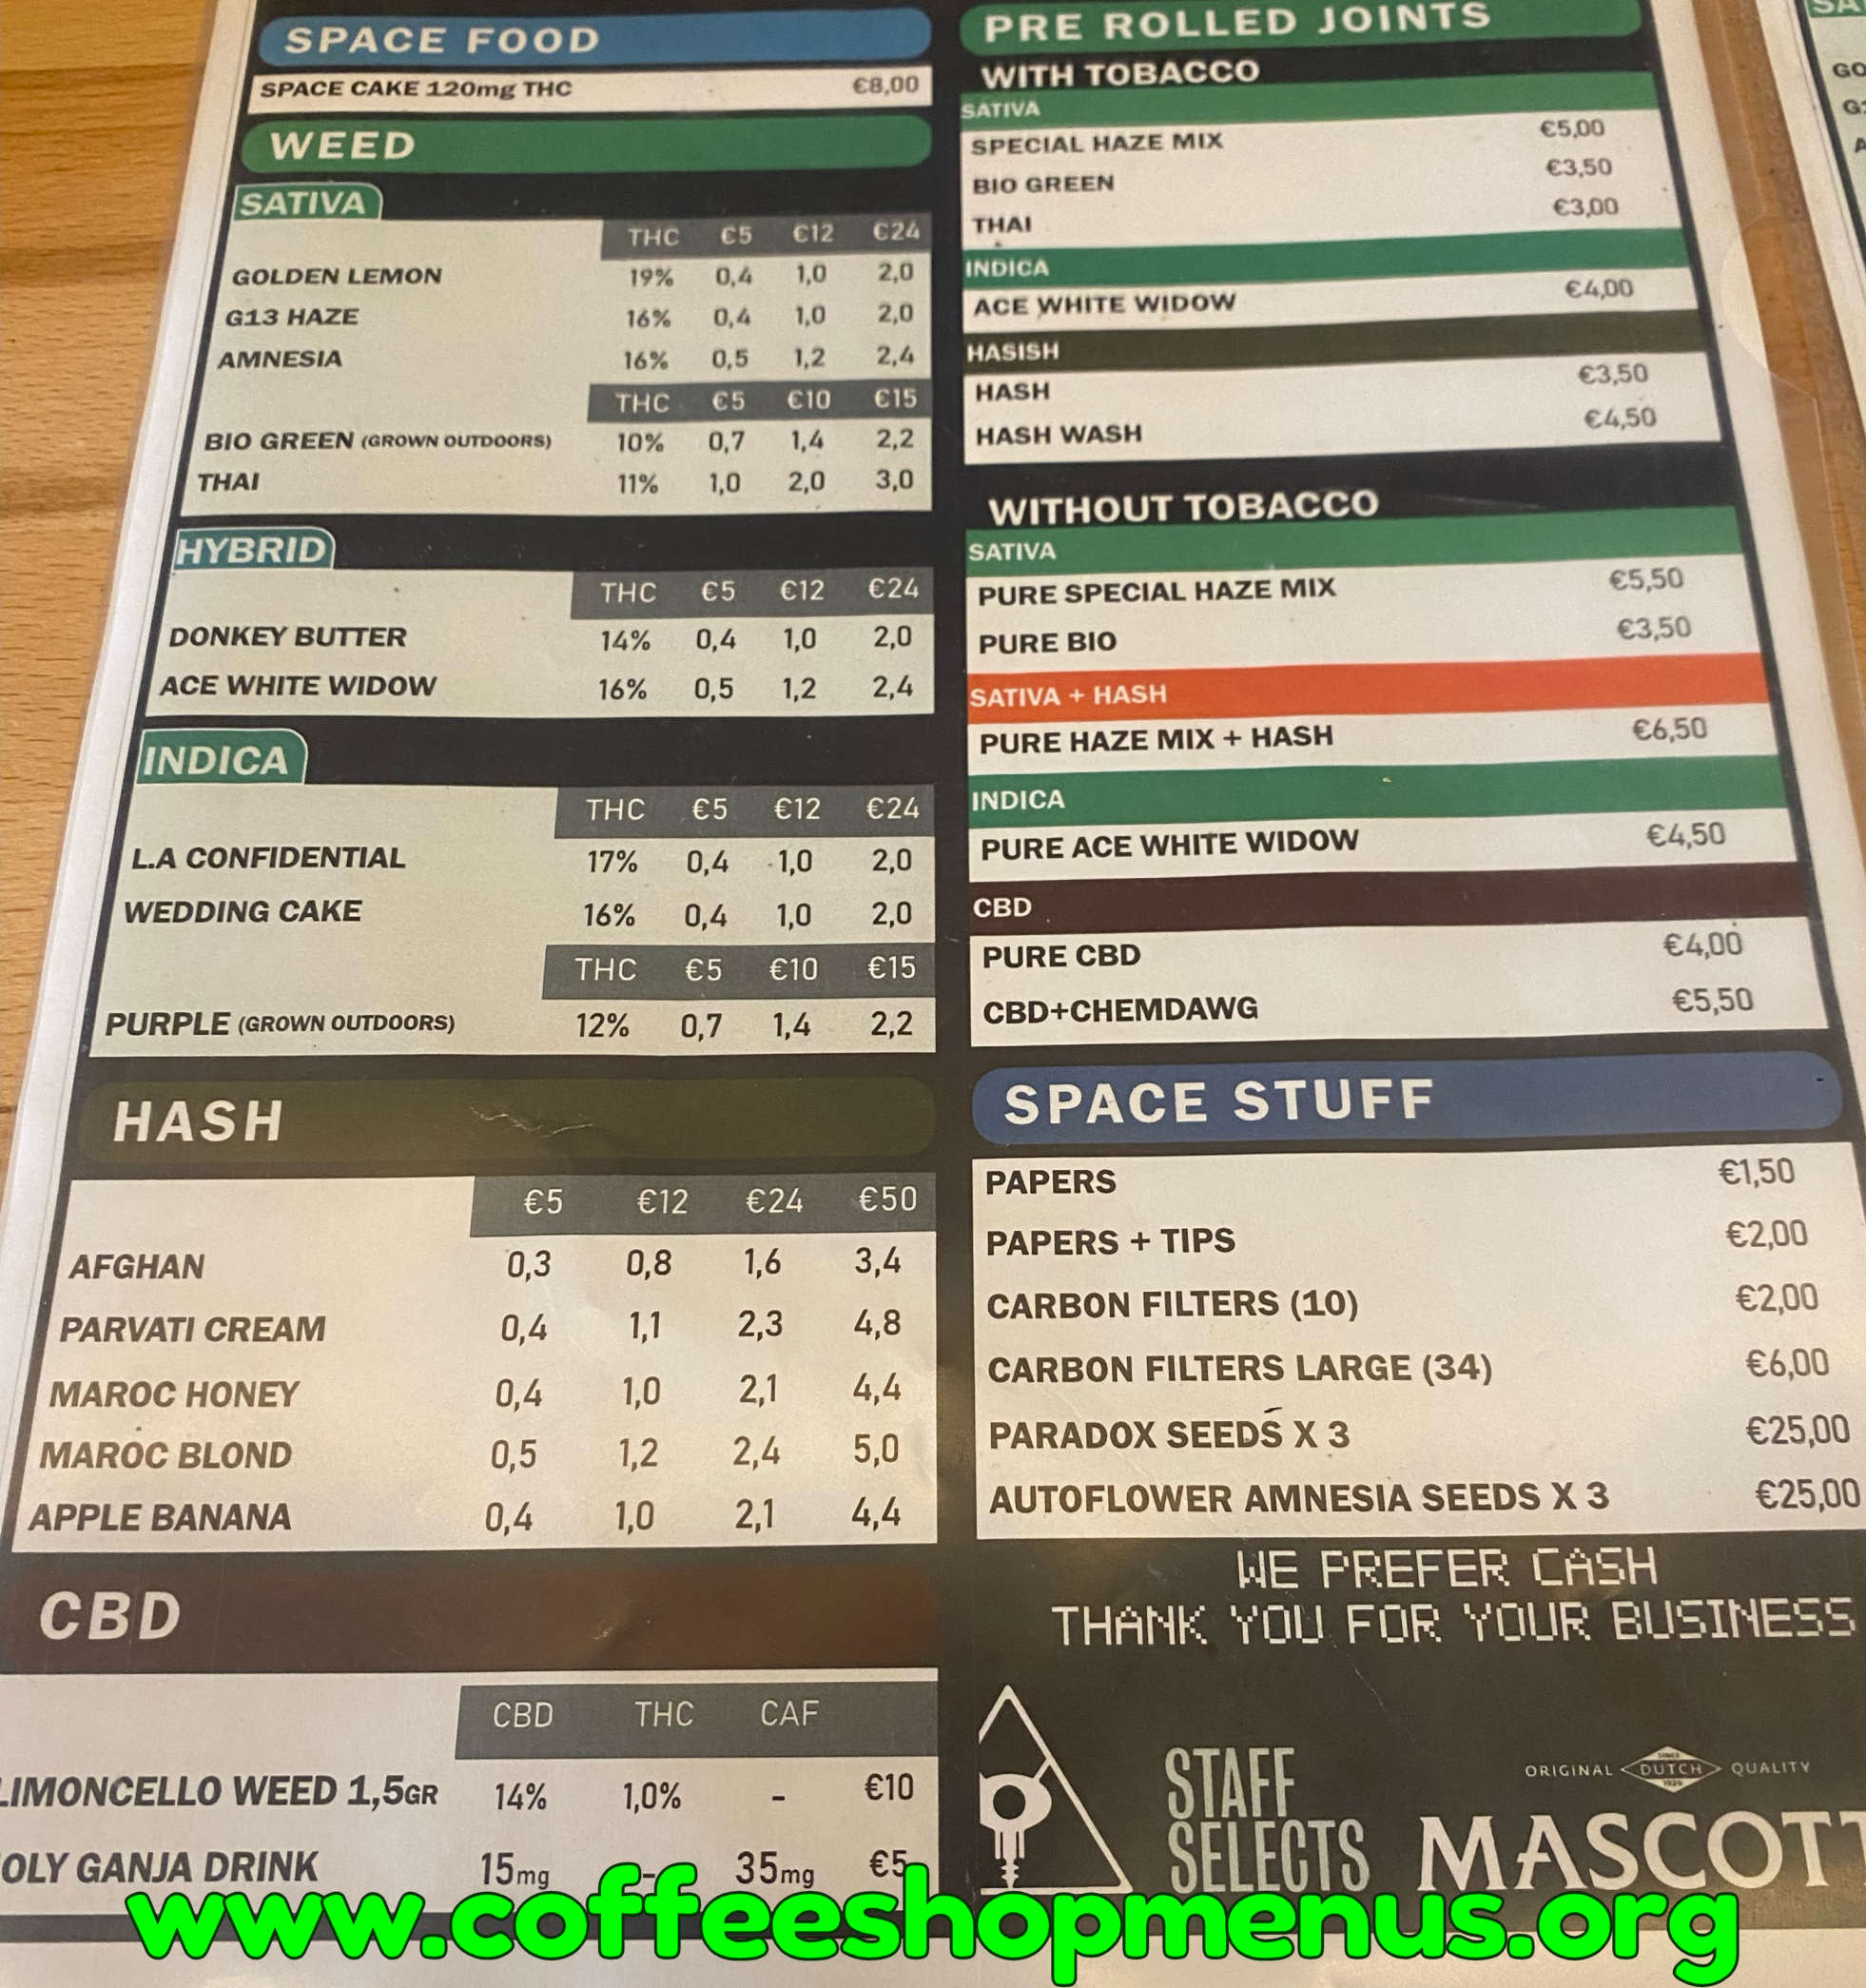 SPACE FOOD
SPACE CAKE 120mg THC €8,00
WEED
SATIVA
THC €5 €12 €24
GOLDEN LEMON 19% 0,4 1,0 2,0
G13 HAZE 16% 0,4 1,0 2,0
AMNESIA 16% 0,5 1,2 2,4
THC €5 €10 €15
BIO GREEN (GROWN OUTDOORS) 10% 0,7 1,4 2,2
THAI 11% 1,0 2,0 3,0
HYBRID
THC €5 €12 €24
DONKEY BUTTER 14% 0,4 1,0 2,0
ACE WHITE WIDOW 16% 0,5 1,2 2,4
INDICA
THC €5 €12 €24
L.A CONFIDENTIAL 17% 0,4 1,0 2,0
WEDDING CAKE 16% 0,4 1,0 2,0
THC €5 €10 €15
PURPLE (GROWN OUTDOORS) 12% 0,7 1,4 2,2
HASH
€5 €12 €24 €50
AFGHAN 0,3 0,8 1,6 3,4
PARVATI CREAM 0,4 1,1 2,3 4,8
MAROC HONEY 0,4 1,0 2,1 4,4
MAROC BLOND 0,5 1,2 2,4 5,0
APPLE BANANA 0,4 1,0 2,1 4,4
CBD
CBD THC CAF
LIMONCELLO WEED 1,5GR 14% 1,0% - €10
OLY GANJA DRINK 15mg - 35mg €5
PRE ROLLED JOINTS
WITH TOBACCO
SATIVA
SPECIAL HAZE MIX €5,00
BIO GREEN €3,50
THAI €3,00
INDICA
ACE WHITE WIDOW €4,00
HASISH
HASH €3,50
HASH WASH €4,50
WITHOUT TOBACCO
SATIVA
PURE SPECIAL HAZE MIX €5,50
PURE BIO €3,50
SATIVA + HASH
PURE HAZE MIX + HASH €6,50
INDICA
PURE ACE WHITE WIDOW €4,50
CBD
PURE CBD €4,00
CBD+CHEMDAWG €5,50
SPACE STUFF
PAPERS €1,50
PAPERS + TIPS €2,00
CARBON FILTERS (10) €2,00
CARBON FILTERS LARGE (34) €6,00
PARADOX SEEDS X 3 €25,00
AUTOFLOWER AMNESIA SEEDS X 3 €25,00
WE PREFER CASH
THANK YOU FOR YOUR BUSINESS
STAFF
SELECTS
ORIGINAL DUTCH QUALITY
MASCOT
www.coffeeshopmenus.org